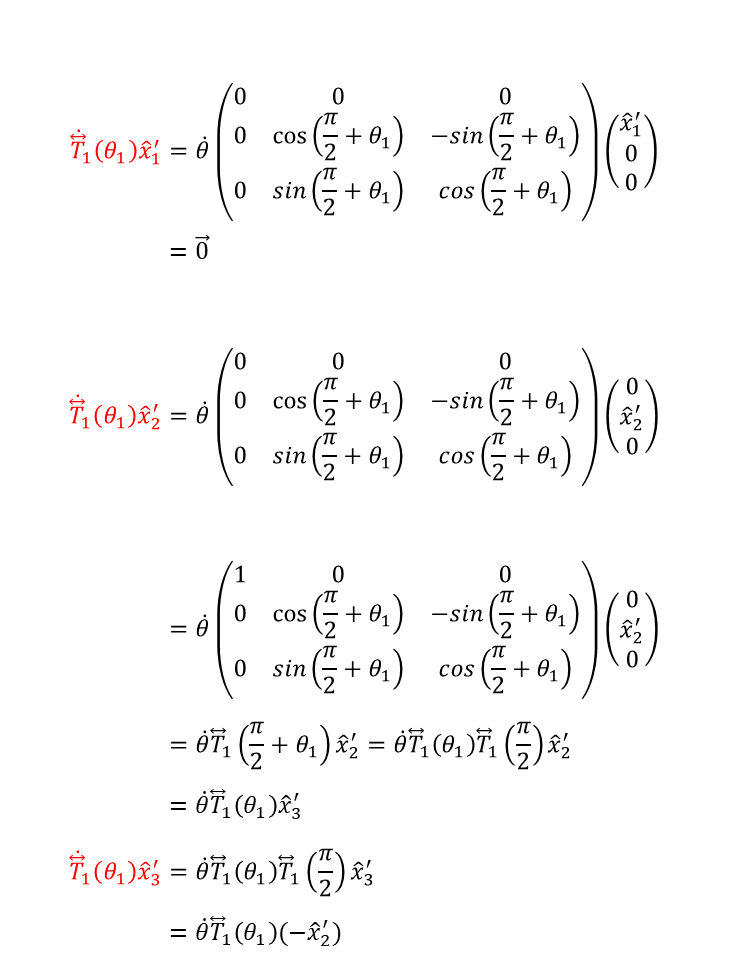 $\dot{\overleftrightarrow{T}}_1(\theta_1)\hat{x}'_1 = \dot{\theta}\begin{pmatrix} 0 & 0 & 0 \\ 0 & \cos\left(\frac{\pi}{2}+\theta_1\right) & -sin\left(\frac{\pi}{2}+\theta_1\right) \\ 0 & sin\left(\frac{\pi}{2}+\theta_1\right) & cos\left(\frac{\pi}{2}+\theta_1\right) \end{pmatrix}\begin{pmatrix} \hat{x}'_1 \\ 0 \\ 0 \end{pmatrix}$
$= \vec{0}$
$\dot{\overleftrightarrow{T}}_1(\theta_1)\hat{x}'_2 = \dot{\theta}\begin{pmatrix} 0 & 0 & 0 \\ 0 & \cos\left(\frac{\pi}{2}+\theta_1\right) & -sin\left(\frac{\pi}{2}+\theta_1\right) \\ 0 & sin\left(\frac{\pi}{2}+\theta_1\right) & cos\left(\frac{\pi}{2}+\theta_1\right) \end{pmatrix}\begin{pmatrix} 0 \\ \hat{x}'_2 \\ 0 \end{pmatrix}$
$= \dot{\theta}\begin{pmatrix} 1 & 0 & 0 \\ 0 & \cos\left(\frac{\pi}{2}+\theta_1\right) & -sin\left(\frac{\pi}{2}+\theta_1\right) \\ 0 & sin\left(\frac{\pi}{2}+\theta_1\right) & cos\left(\frac{\pi}{2}+\theta_1\right) \end{pmatrix}\begin{pmatrix} 0 \\ \hat{x}'_2 \\ 0 \end{pmatrix}$
$= \dot{\theta}\overleftrightarrow{T}_1\left(\frac{\pi}{2}+\theta_1\right)\hat{x}'_2 = \dot{\theta}\overleftrightarrow{T}_1(\theta_1)\overleftrightarrow{T}_1\left(\frac{\pi}{2}\right)\hat{x}'_2$
$= \dot{\theta}\overleftrightarrow{T}_1(\theta_1)\hat{x}'_3$
$\dot{\overleftrightarrow{T}}_1(\theta_1)\hat{x}'_3 = \dot{\theta}\overleftrightarrow{T}_1(\theta_1)\overleftrightarrow{T}_1\left(\frac{\pi}{2}\right)\hat{x}'_3$
$= \dot{\theta}\overleftrightarrow{T}_1(\theta_1)(-\hat{x}'_2)$